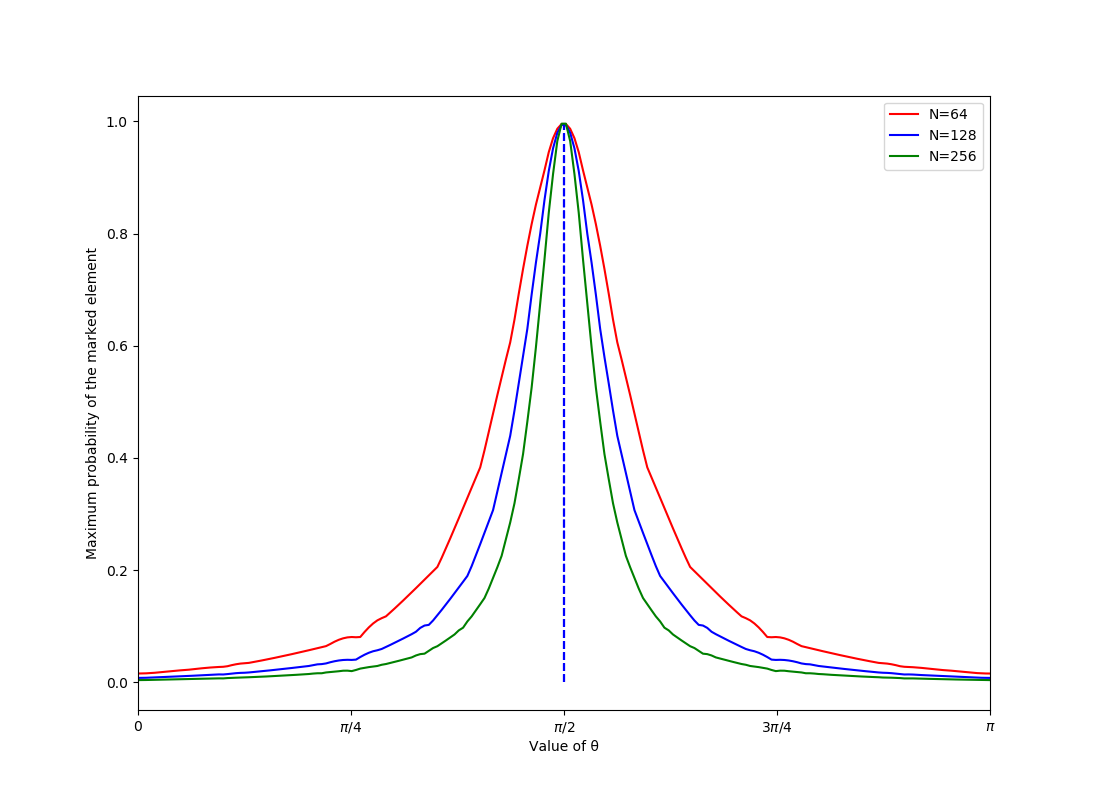 N=64
N=128
N=256
Maximum probability of the marked element
1.0
0.8
0.6
0.4
0.2
0.0
0
π/4
π/2
3π/4
π
Value of θ